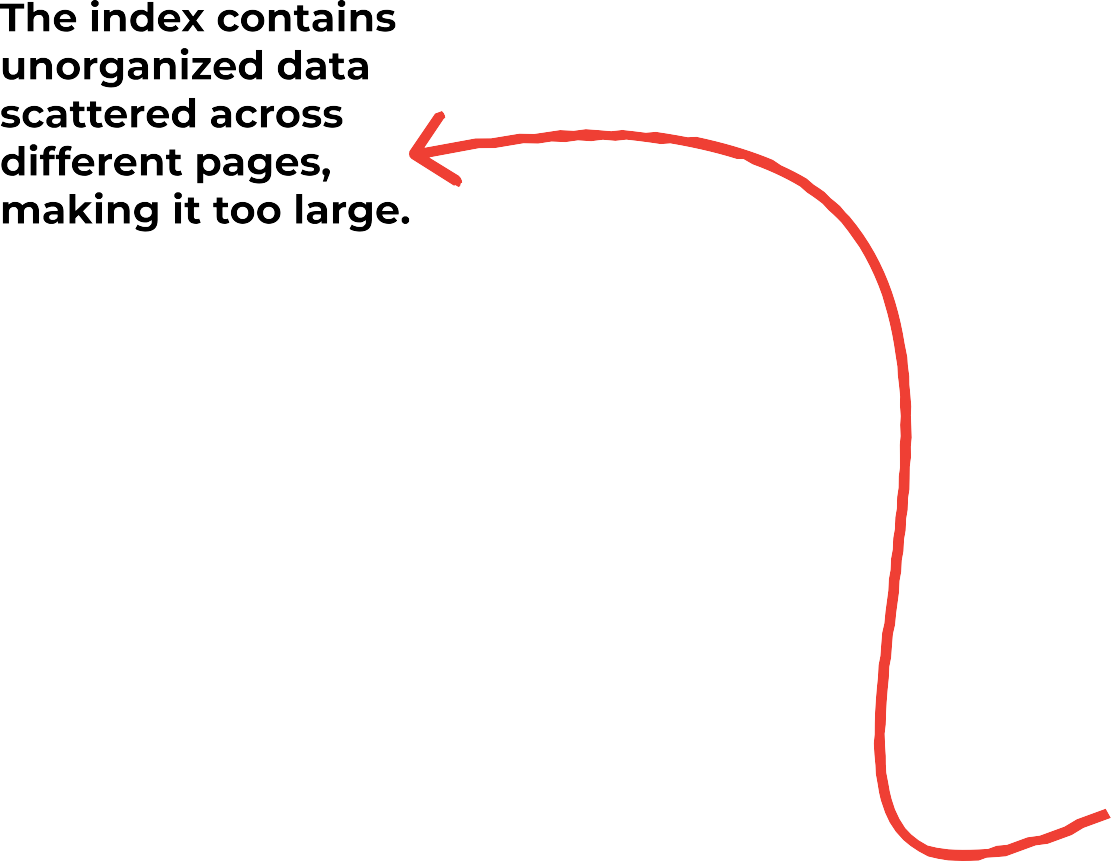 The index contains
unorganized data
scattered across
different pages,
making it too large.